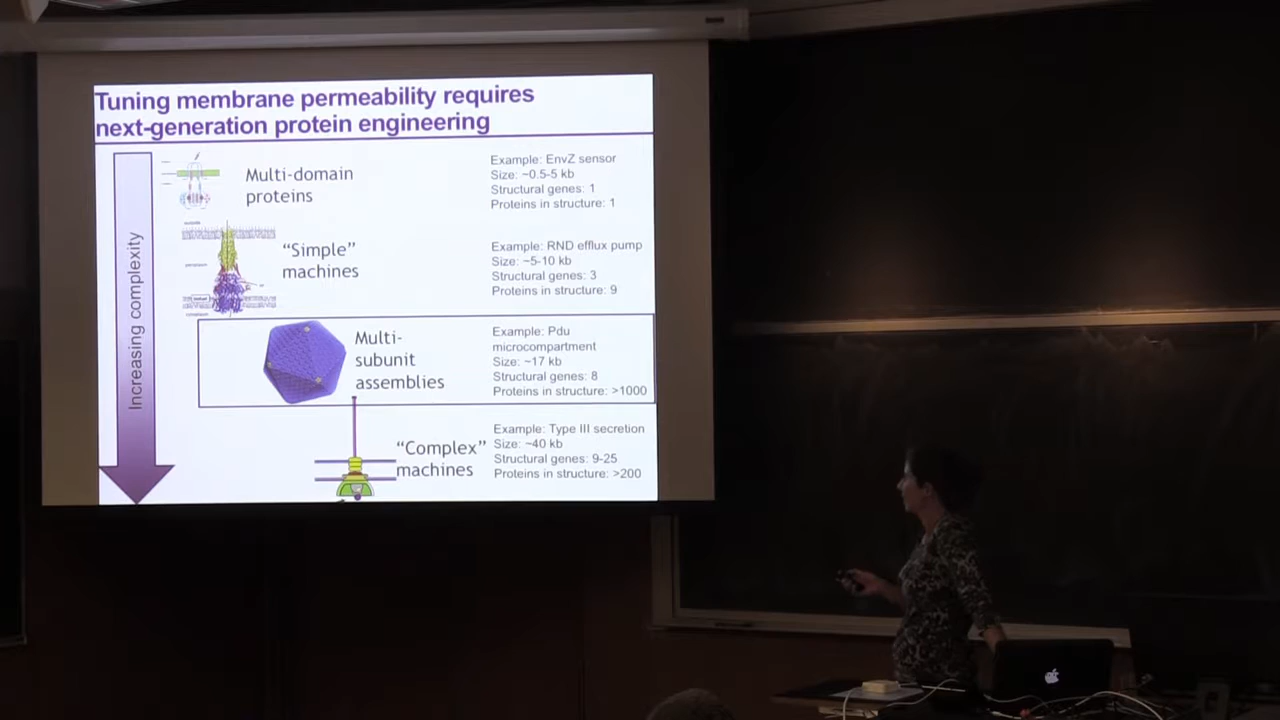 Tuning membrane permeability requires
next-generation protein engineering
Increasing complexity
Multi-domain
proteins
Example: EnvZ sensor
Size: ~0.5-5 kb
Structural genes: 1
Proteins in structure: 1
“Simple”
machines
Example: RND efflux pump
Size: ~5-10 kb
Structural genes: 3
Proteins in structure: 9
Multi-
subunit
assemblies
Example: Pdu
microcompartment
Size: ~17 kb
Structural genes: 8
Proteins in structure: >1000
“Complex”
machines
Example: Type III secretion
Size: ~40 kb
Structural genes: 9-25
Proteins in structure: >200